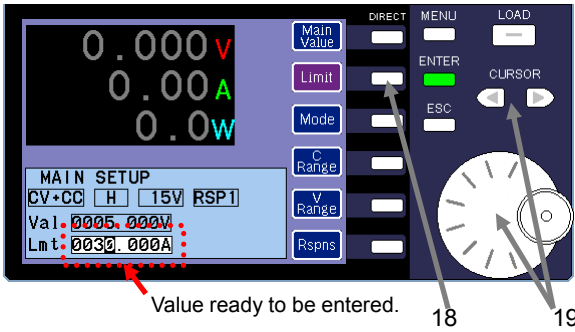 DIRECT MENU LOAD
0.000V
Main Value
0.00A
Limit
ENTER
CURSOR
0.0W
Mode
ESC
C Range
MAIN SETUP
CV+CC H 15V RSP1
V Range
Val 0005.000V
Lmt 0030.000A
Rspns
Value ready to be entered.
18
19